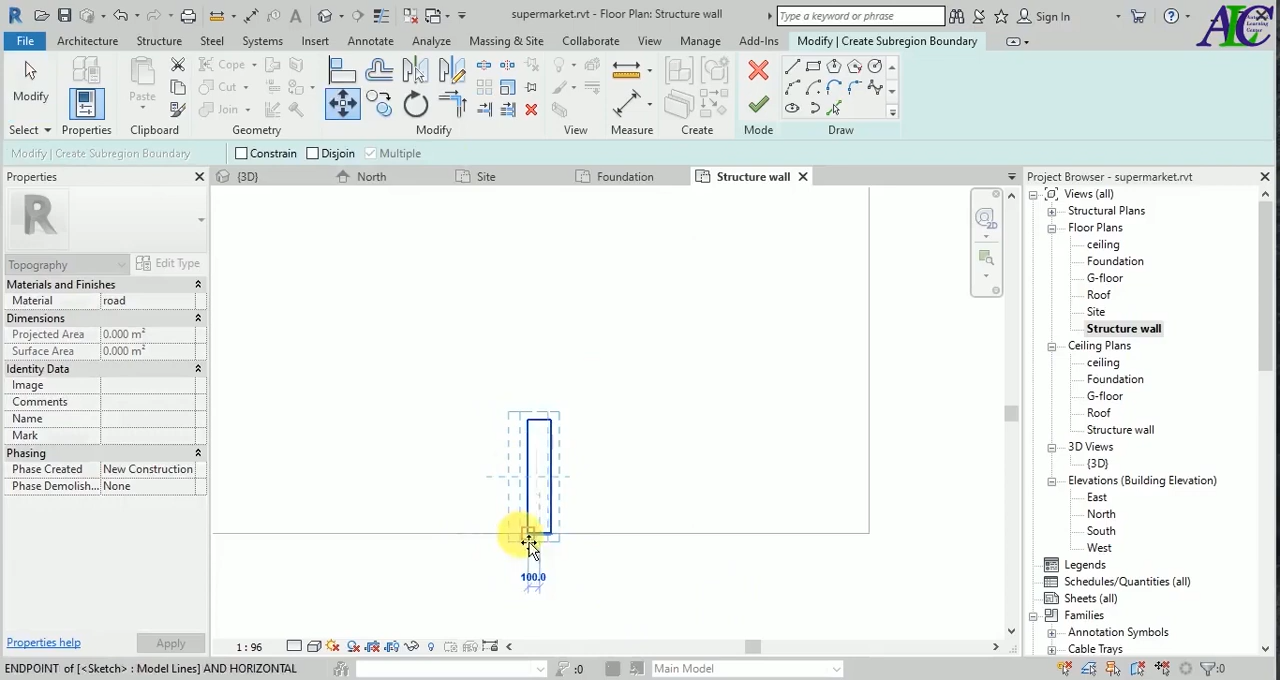 supermarket.rvt - Floor Plan: Structure wall
Type a keyword or phrase
Sign In
ALC
File Architecture Structure Steel Systems Insert Annotate Analyze Massing & Site Collaborate View Manage Add-Ins Modify | Create Subregion Boundary
Modify
Paste
Cope
Cut
Join
Select Properties Clipboard Geometry Modify View Measure Create Mode Draw
Modify | Create Subregion Boundary
Constrain
Disjoin
Multiple
Properties
{3D}
North
Site
Foundation
Structure wall
Project Browser - supermarket.rvt
Topography
Edit Type
Materials and Finishes
Material road
Dimensions
Projected Area 0.000 m²
Surface Area 0.000 m²
Identity Data
Image
Comments
Name
Mark
Phasing
Phase Created New Construction
Phase Demolish... None
Properties help
Apply
100.0
2D
Views (all)
Structural Plans
Floor Plans
ceiling
Foundation
G-floor
Roof
Site
Structure wall
Ceiling Plans
ceiling
Foundation
G-floor
Roof
Structure wall
3D Views
{3D}
Elevations (Building Elevation)
East
North
South
West
Legends
Schedules/Quantities (all)
Sheets (all)
Families
Annotation Symbols
Cable Trays
1 : 96
ENDPOINT of [<Sketch> : Model Lines] AND HORIZONTAL
:0
Main Model
:0